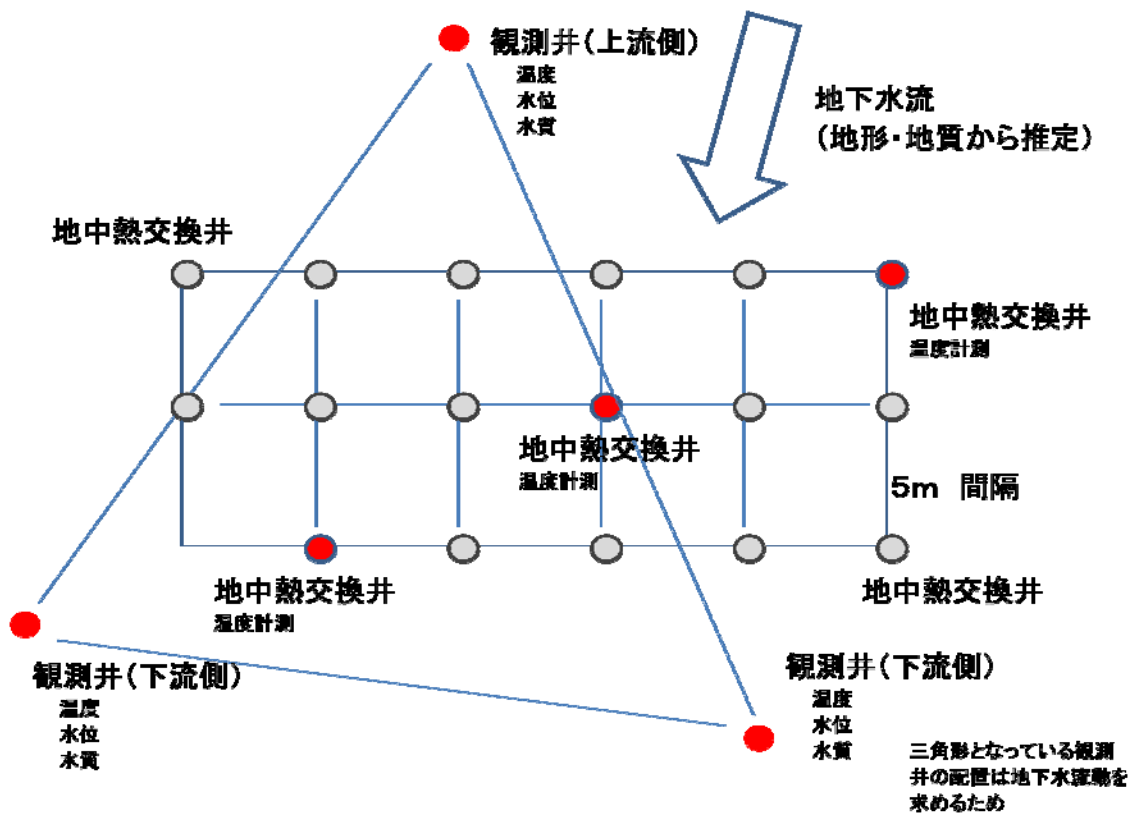 観測井（上流側）
温度
水位
水質
地下水流
（地形・地質から推定）
地中熱交換井
地中熱交換井
温度計測
地中熱交換井
温度計測
5m 間隔
地中熱交換井
温度計測
地中熱交換井
観測井（下流側）
温度
水位
水質
観測井（下流側）
温度
水位
水質
三角形となっている観測
井の配置は地下水流動を
求めるため